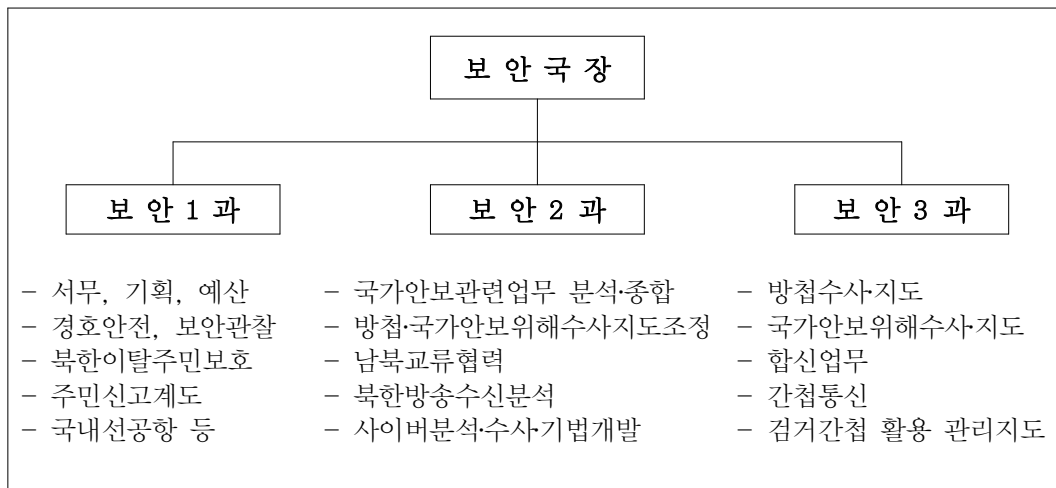 보 안 국 장
보 안 1 과
보 안 2 과
보 안 3 과
- 서무, 기획, 예산
- 경호안전, 보안관찰
- 북한이탈주민보호
- 주민신고계도
- 국내선공항 등
- 국가안보관련업무 분석·종합
- 방첩·국가안보위해수사지도조정
- 남북교류협력
- 북한방송수신분석
- 사이버분석·수사·기법개발
- 방첩수사·지도
- 국가안보위해수사·지도
- 합신업무
- 간첩통신
- 검거간첩 활용 관리지도